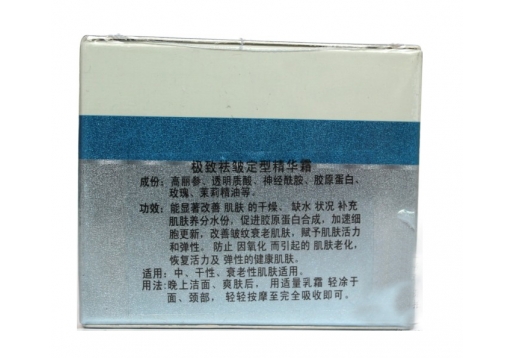 极致祛皱定型精华霜
成份：高丽参、透明质酸、神经酰胺、胶原蛋白、
玫瑰、茉莉精油等。
功效：能显著改善 肌肤 的干燥、 缺水 状况 补充
肌肤养分水份，促进胶原蛋白合成，加速细
胞更新，改善皱纹衰老肌肤，赋予肌肤活力
和弹性。 防止 因氧化 而引起的 肌肤老化，
恢复活力及 弹性的健康肌肤。
适用：中、干性、衰老性肌肤适用。
用法：晚上洁面、爽肤后， 用适量乳霜 轻涂于
面、颈部， 轻轻按摩至完全吸收即可。